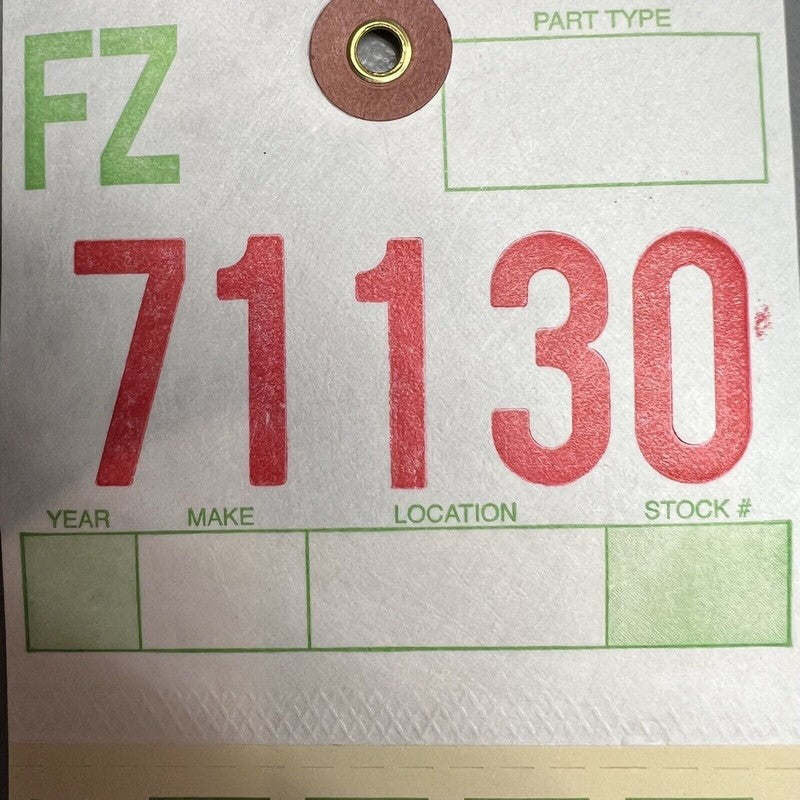 FZ
PART TYPE
71130
YEAR MAKE LOCATION STOCK #